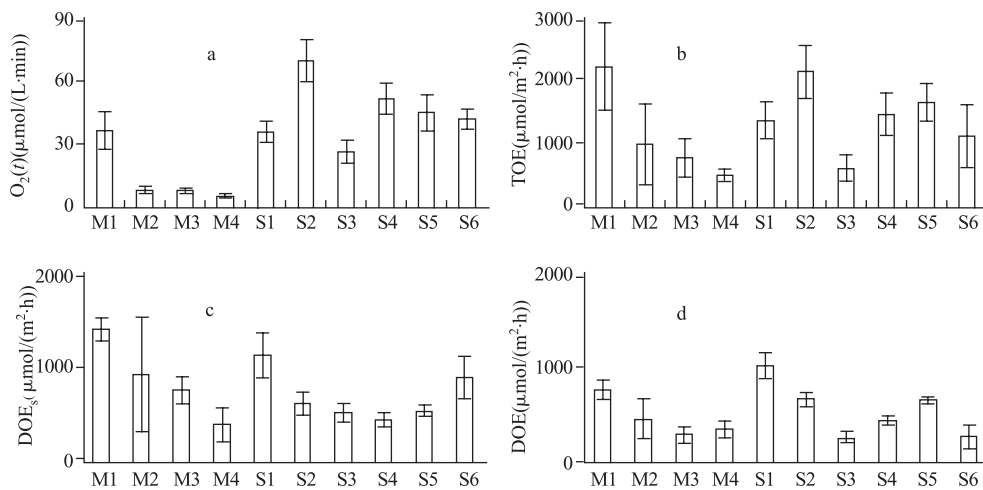 a
O₂(t)(μmol/(L·min))
90
60
30
0
M1 M2 M3 M4 S1 S2 S3 S4 S5 S6
b
TOE(μmol/m²·h))
3000
2000
1000
0
M1 M2 M3 M4 S1 S2 S3 S4 S5 S6
c
DOEₛ(μmol/(m²·h))
2000
1000
0
M1 M2 M3 M4 S1 S2 S3 S4 S5 S6
d
DOE(μmol/(m²·h))
2000
1000
0
M1 M2 M3 M4 S1 S2 S3 S4 S5 S6